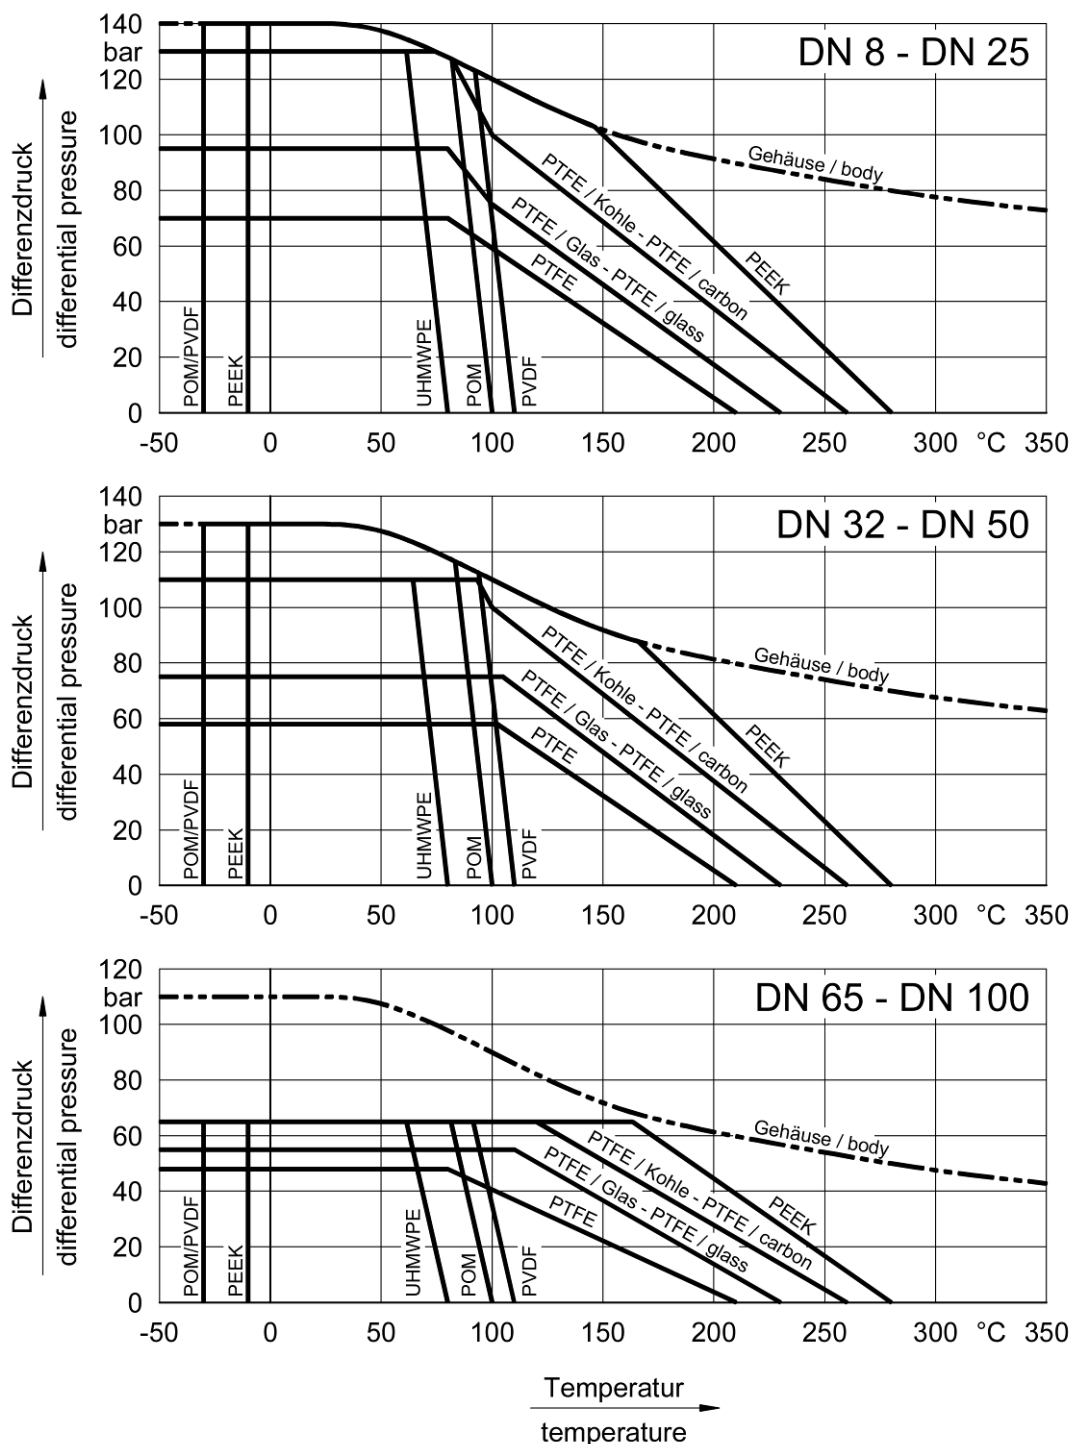 DN 8 - DN 25
140
bar
120
100
80
60
40
20
0
Differenzdruck
differential pressure
POM/PVDF
PEEK
UHMWPE
POM
PVDF
PTFE
PTFE / Glas - PTFE / glass
PTFE / Kohle - PTFE / carbon
PEEK
Gehäuse / body
-50 0 50 100 150 200 250 300 °C 350
DN 32 - DN 50
140
bar
120
100
80
60
40
20
0
Differenzdruck
differential pressure
POM/PVDF
PEEK
UHMWPE
POM
PVDF
PTFE
PTFE / Glas - PTFE / glass
PTFE / Kohle - PTFE / carbon
PEEK
Gehäuse / body
-50 0 50 100 150 200 250 300 °C 350
DN 65 - DN 100
120
bar
100
80
60
40
20
0
Differenzdruck
differential pressure
POM/PVDF
PEEK
UHMWPE
POM
PVDF
PTFE
PTFE / Glas - PTFE / glass
PTFE / Kohle - PTFE / carbon
PEEK
Gehäuse / body
-50 0 50 100 150 200 250 300 °C 350
Temperatur
temperature